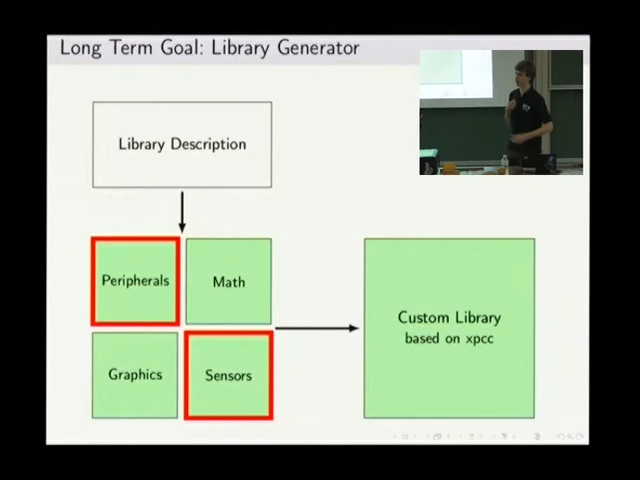 Long Term Goal: Library Generator
Library Description
Peripherals
Math
Graphics
Sensors
Custom Library
based on xpcc